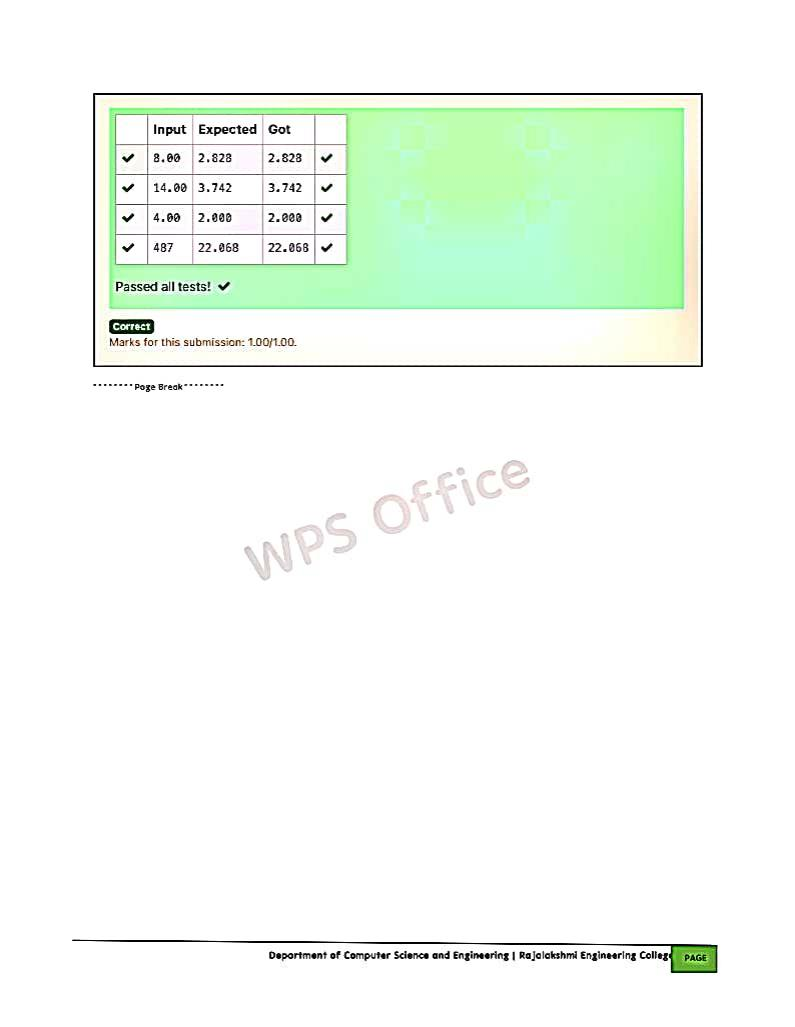 Input Expected Got
✔ 8.00 2.828 2.828 ✔
✔ 14.00 3.742 3.742 ✔
✔ 4.00 2.000 2.000 ✔
✔ 487 22.068 22.068 ✔
Passed all tests! ✔
Correct
Marks for this submission: 1.00/1.00.
--------Page Break--------
WPS Office
Department of Computer Science and Engineering | Rajalakshmi Engineering College PAGE